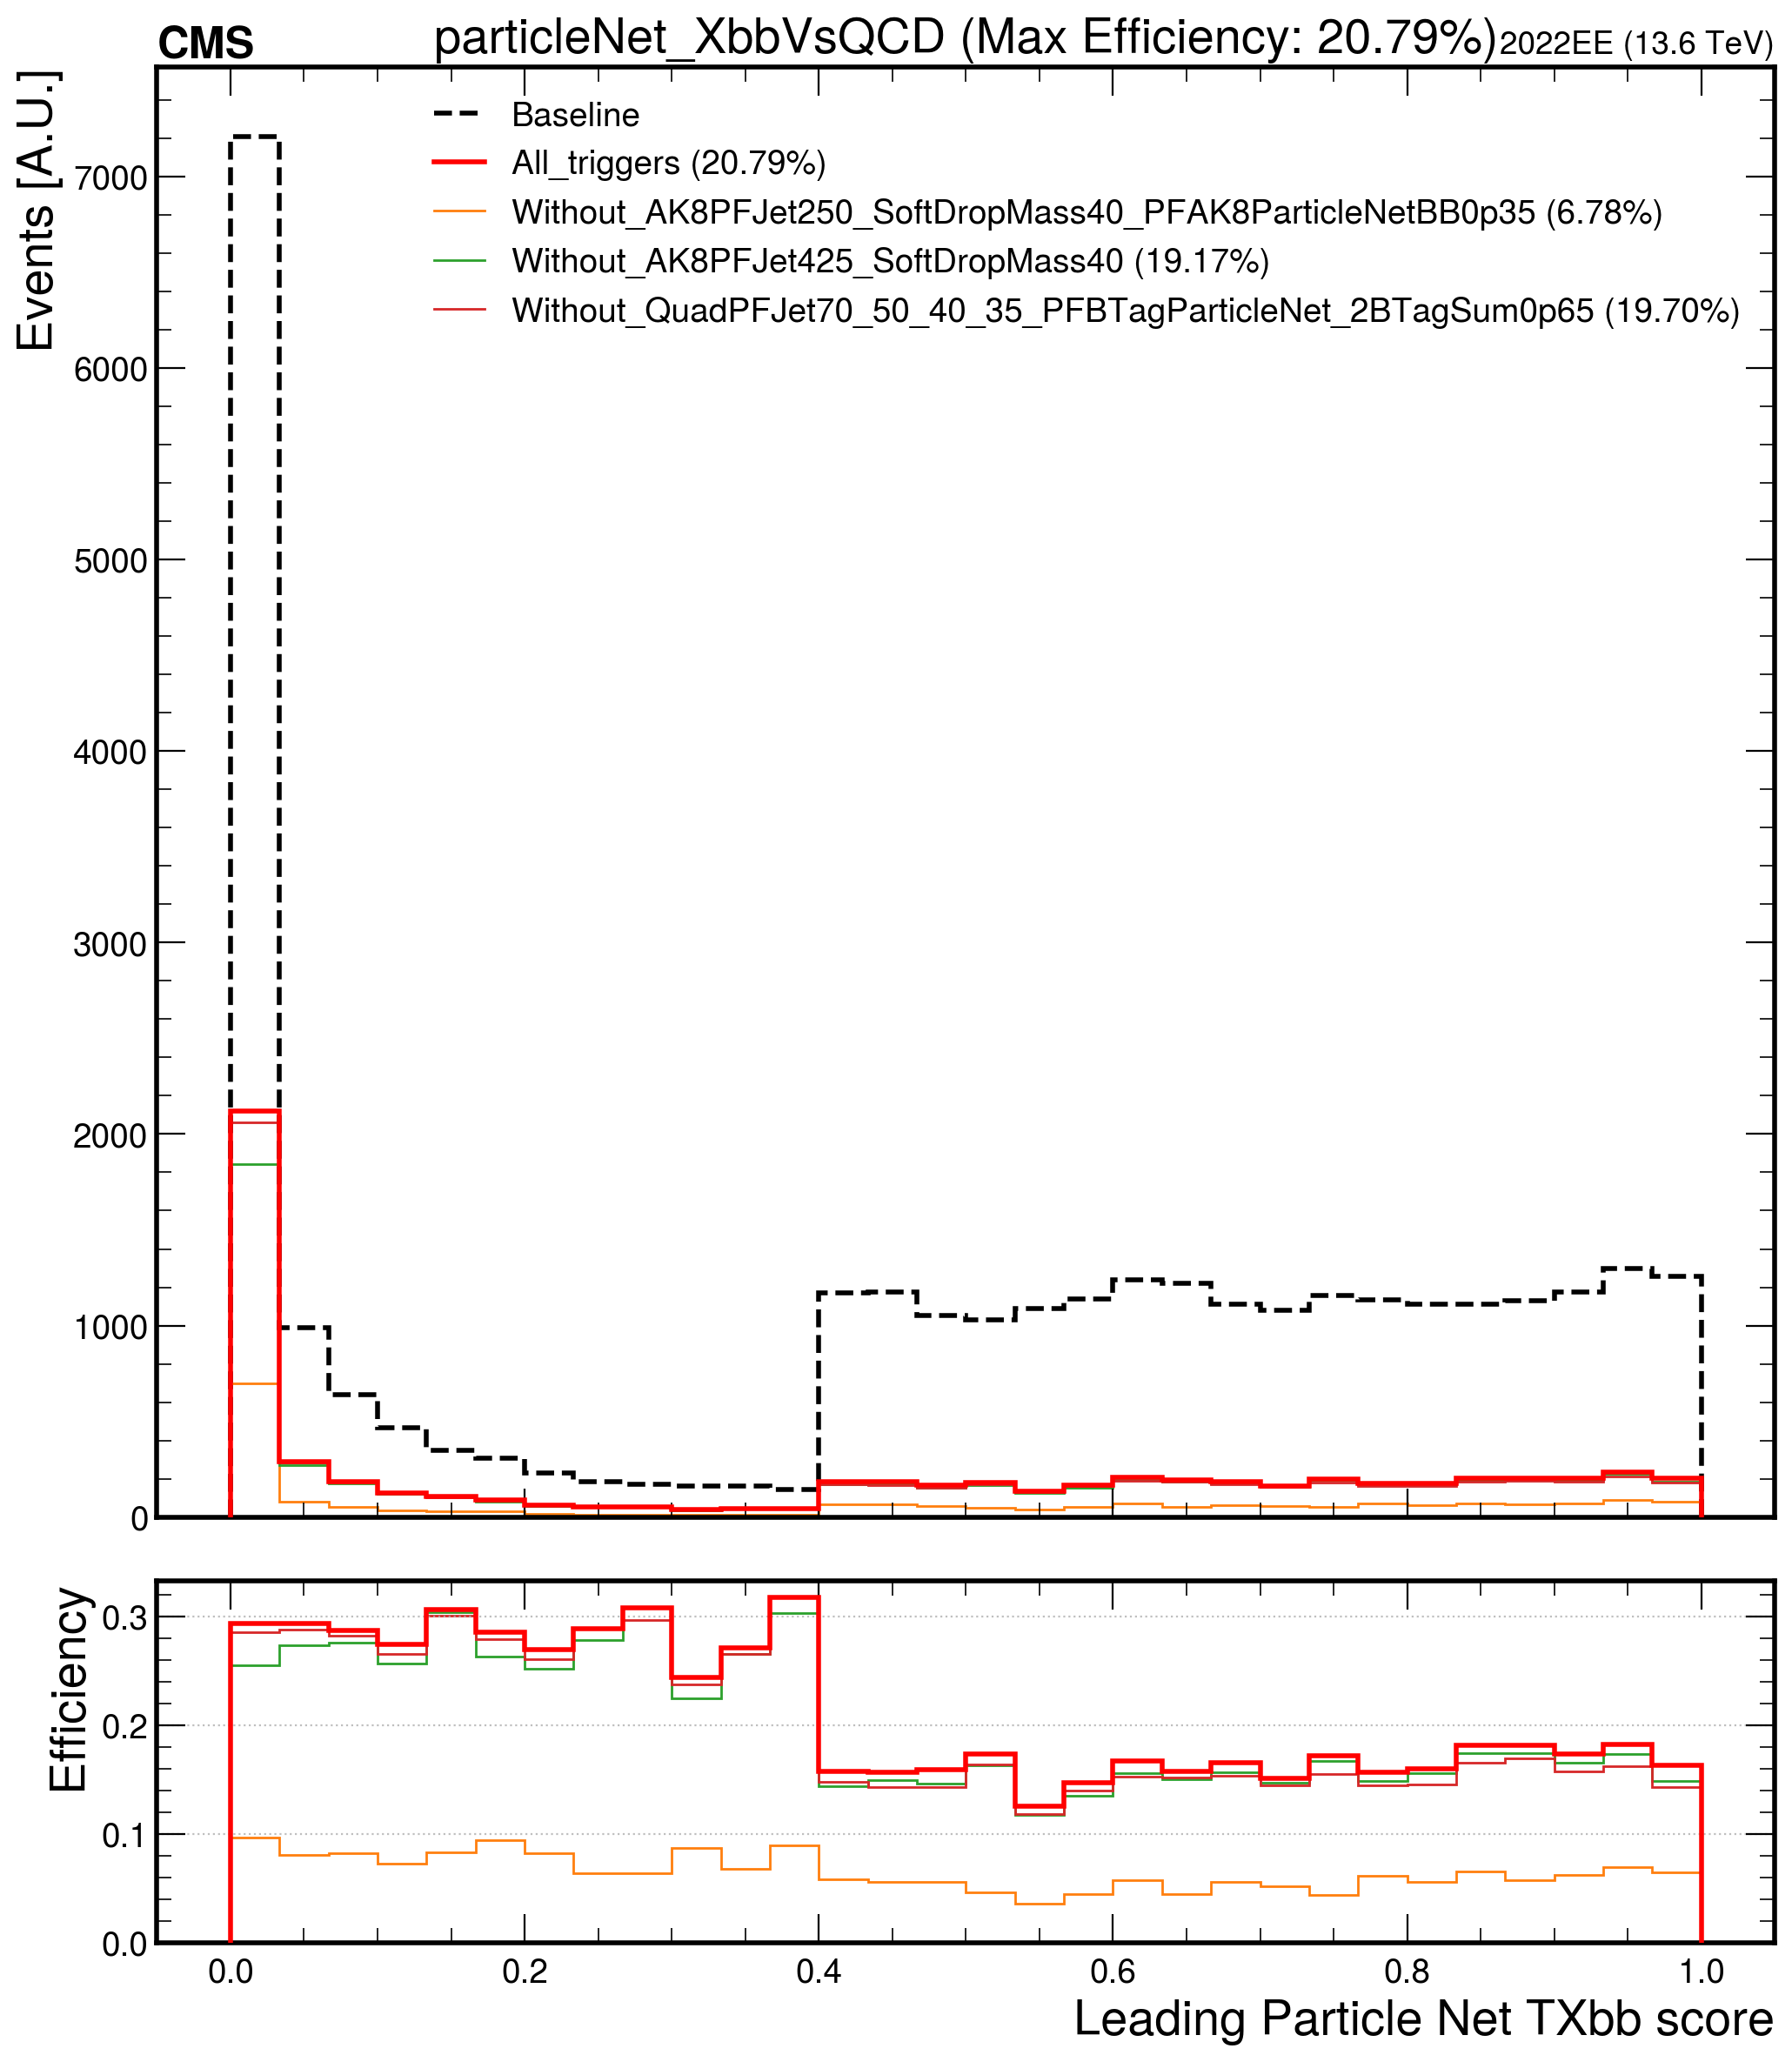 CMS particleNet_XbbVsQCD (Max Efficiency: 20.79%) 2022EE (13.6 TeV)
Events [A.U.]
Baseline
All_triggers (20.79%)
Without_AK8PFJet250_SoftDropMass40_PFAK8ParticleNetBB0p35 (6.78%)
Without_AK8PFJet425_SoftDropMass40 (19.17%)
Without_QuadPFJet70_50_40_35_PFBTagParticleNet_2BTagSum0p65 (19.70%)
7000
6000
5000
4000
3000
2000
1000
0
Efficiency
0.3
0.2
0.1
0.0
0.0 0.2 0.4 0.6 0.8 1.0
Leading Particle Net TXbb score